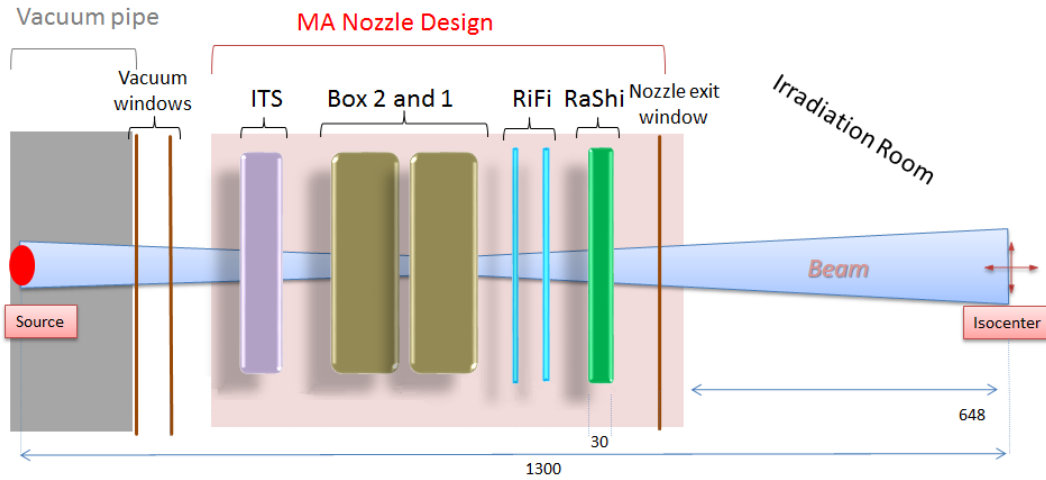 Vacuum pipe
MA Nozzle Design
Vacuum
windows
ITS
Box 2 and 1
RiFi
RaShi
Nozzle exit
window
Irradiation Room
Beam
Source
Isocenter
648
30
1300